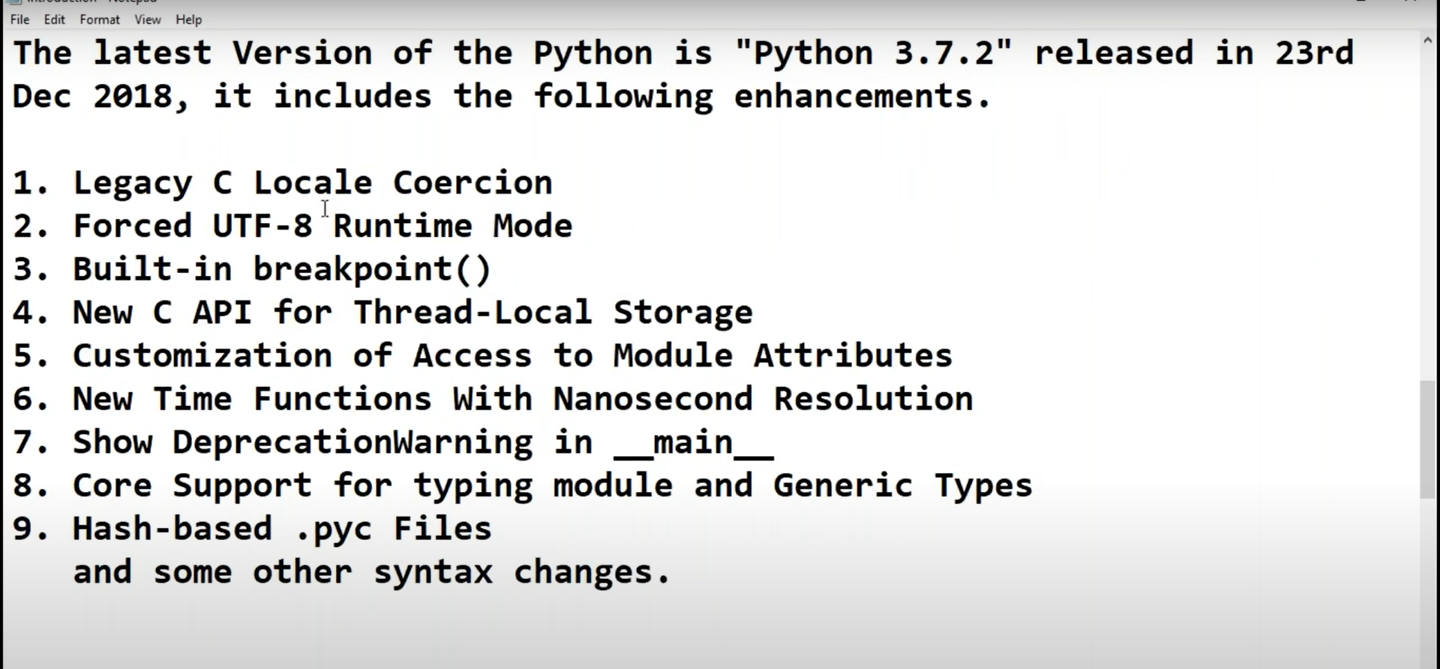 File Edit Format View Help
The latest Version of the Python is "Python 3.7.2" released in 23rd
Dec 2018, it includes the following enhancements.
1. Legacy C Locale Coercion
2. Forced UTF-8 Runtime Mode
3. Built-in breakpoint()
4. New C API for Thread-Local Storage
5. Customization of Access to Module Attributes
6. New Time Functions With Nanosecond Resolution
7. Show DeprecationWarning in __main__
8. Core Support for typing module and Generic Types
9. Hash-based .pyc Files
and some other syntax changes.